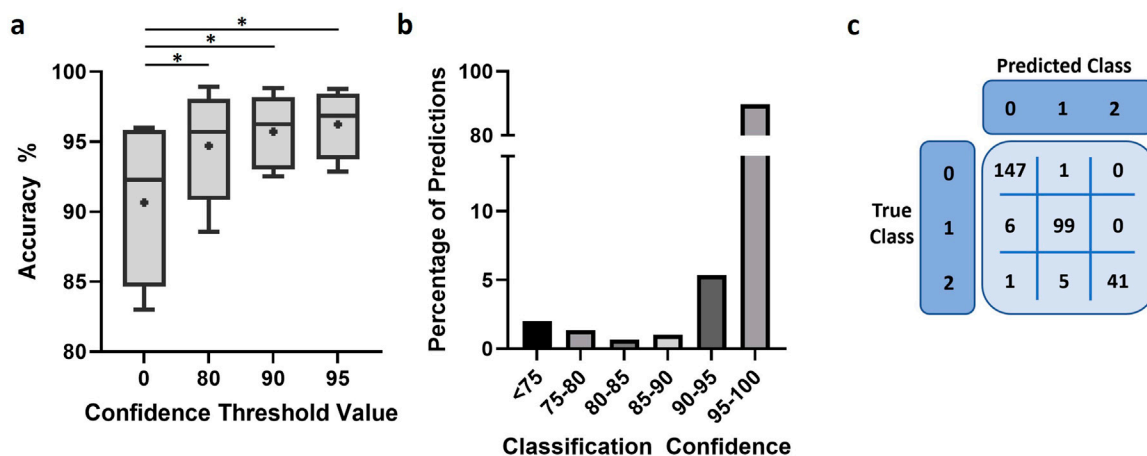 a
*
*
*
100
95
90
85
80
Accuracy %
0 80 90 95
Confidence Threshold Value
b
100
90
80
15
10
5
0
Percentage of Predictions
<75 75-80 80-85 85-90 90-95 95-100
Classification Confidence
c
Predicted Class
0 1 2
True
Class
0 147 1 0
1 6 99 0
2 1 5 41